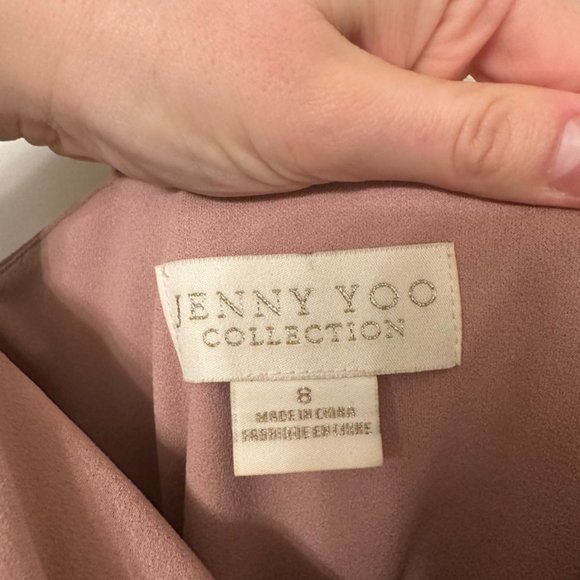 JENNY YOO
COLLECTION
8
MADE IN CHINA
FABRIQUÉ EN CHINE